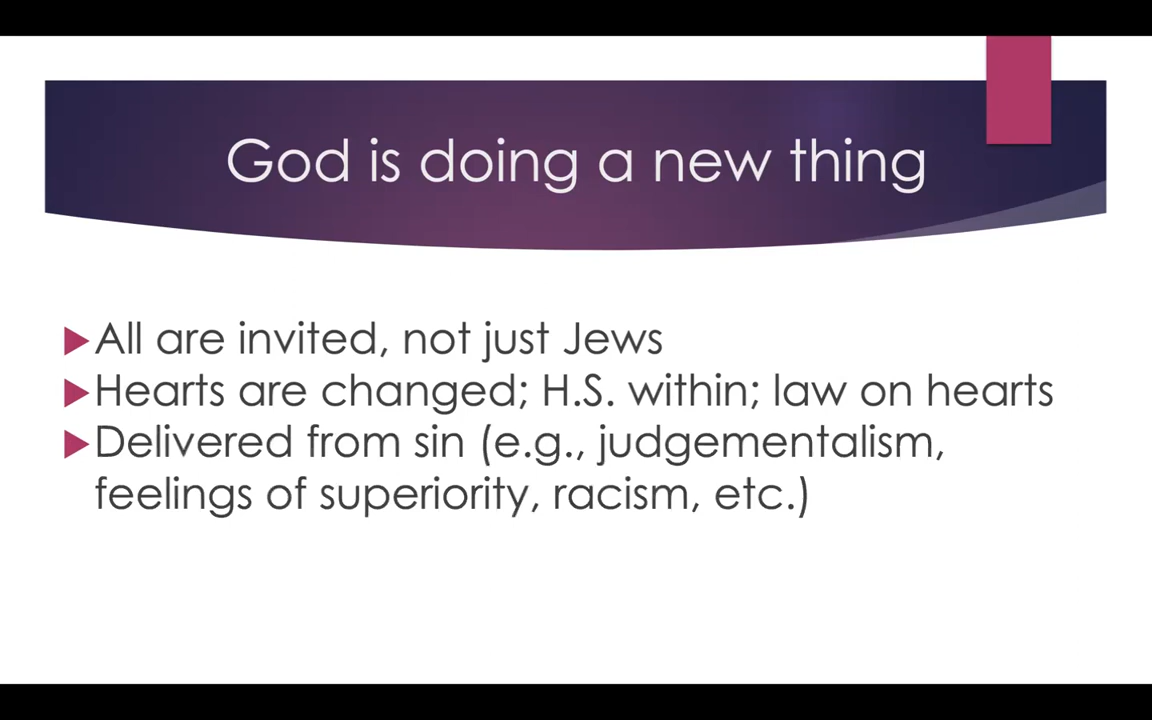 God is doing a new thing
All are invited, not just Jews
Hearts are changed; H.S. within; law on hearts
Delivered from sin (e.g., judgementalism,
feelings of superiority, racism, etc.)